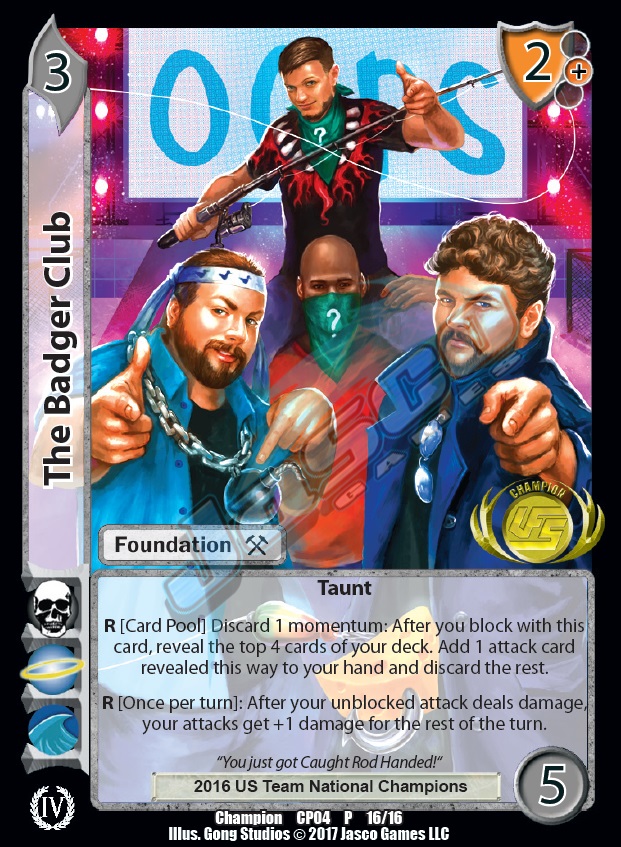 3
Oops
2
+
?
?
The Badger Club
CHAMPION
UFS
JASCO
GAMES
Foundation
Taunt
R [Card Pool] Discard 1 momentum: After you block with this
card, reveal the top 4 cards of your deck. Add 1 attack card
revealed this way to your hand and discard the rest.
R [Once per turn]: After your unblocked attack deals damage,
your attacks get +1 damage for the rest of the turn.
“You just got Caught Rod Handed!“
2016 US Team National Champions
5
IV
Champion CP04 P 16/16
Illus. Gong Studios © 2017 Jasco Games LLC